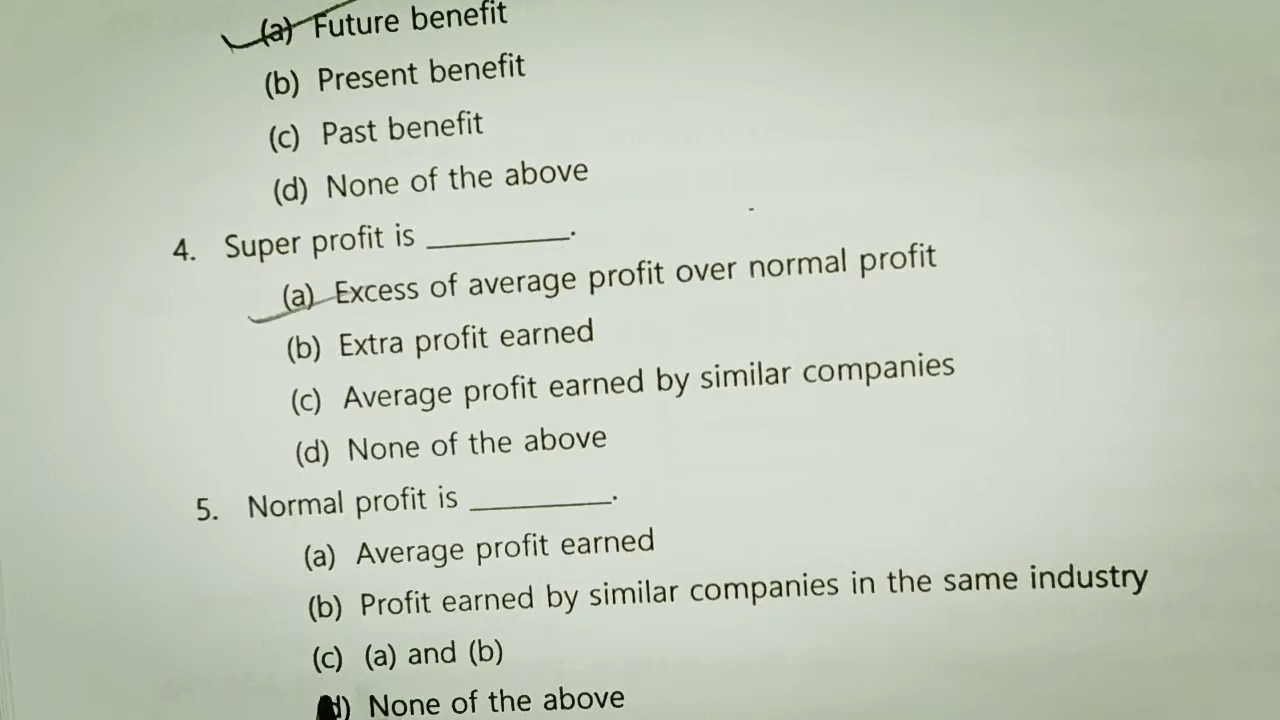 (a) Future benefit
(b) Present benefit
(c) Past benefit
(d) None of the above
4. Super profit is __________.
(a) Excess of average profit over normal profit
(b) Extra profit earned
(c) Average profit earned by similar companies
(d) None of the above
5. Normal profit is __________.
(a) Average profit earned
(b) Profit earned by similar companies in the same industry
(c) (a) and (b)
(d) None of the above